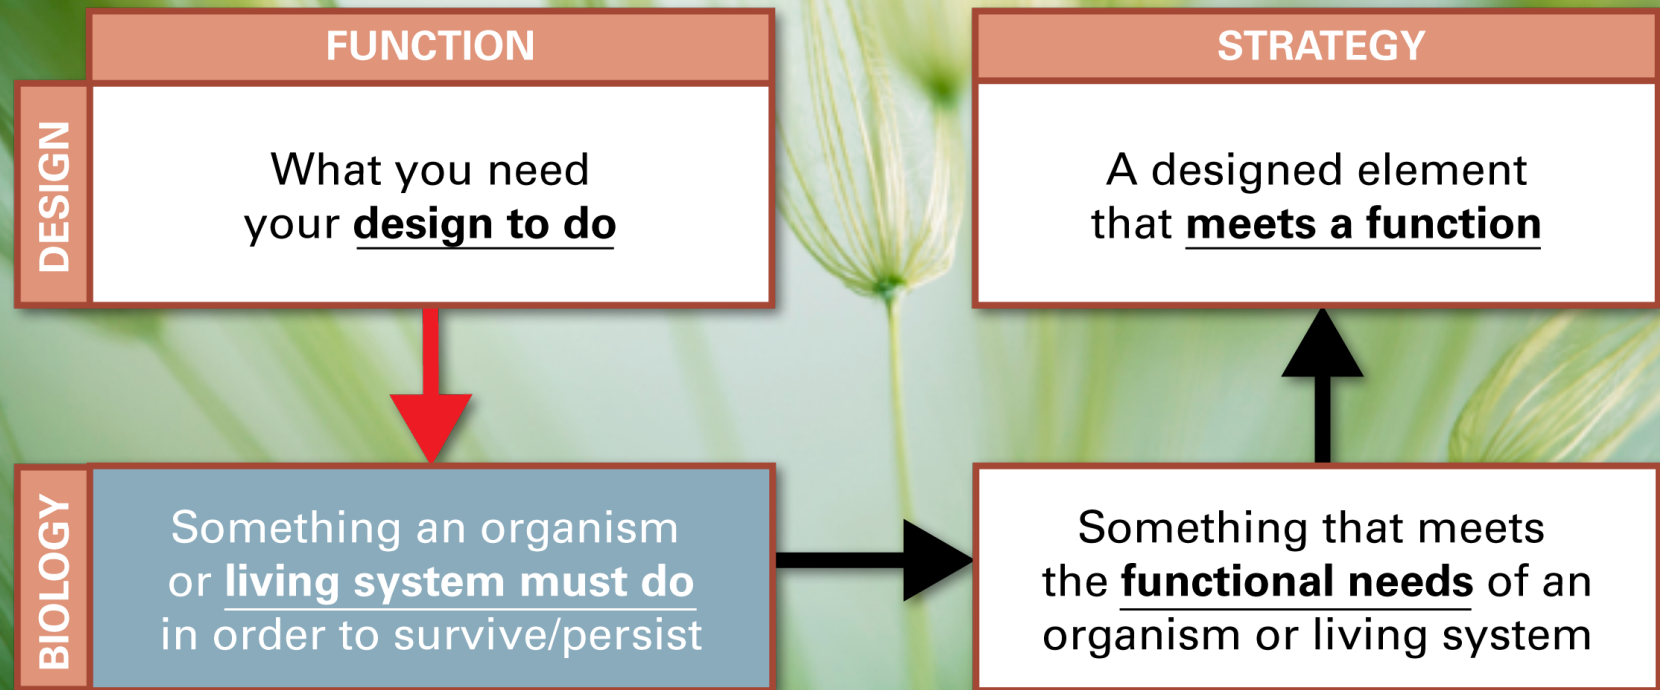 FUNCTION
STRATEGY
DESIGN
What you need
your design to do
A designed element
that meets a function
BIOLOGY
Something an organism
or living system must do
in order to survive/persist
Something that meets
the functional needs of an
organism or living system